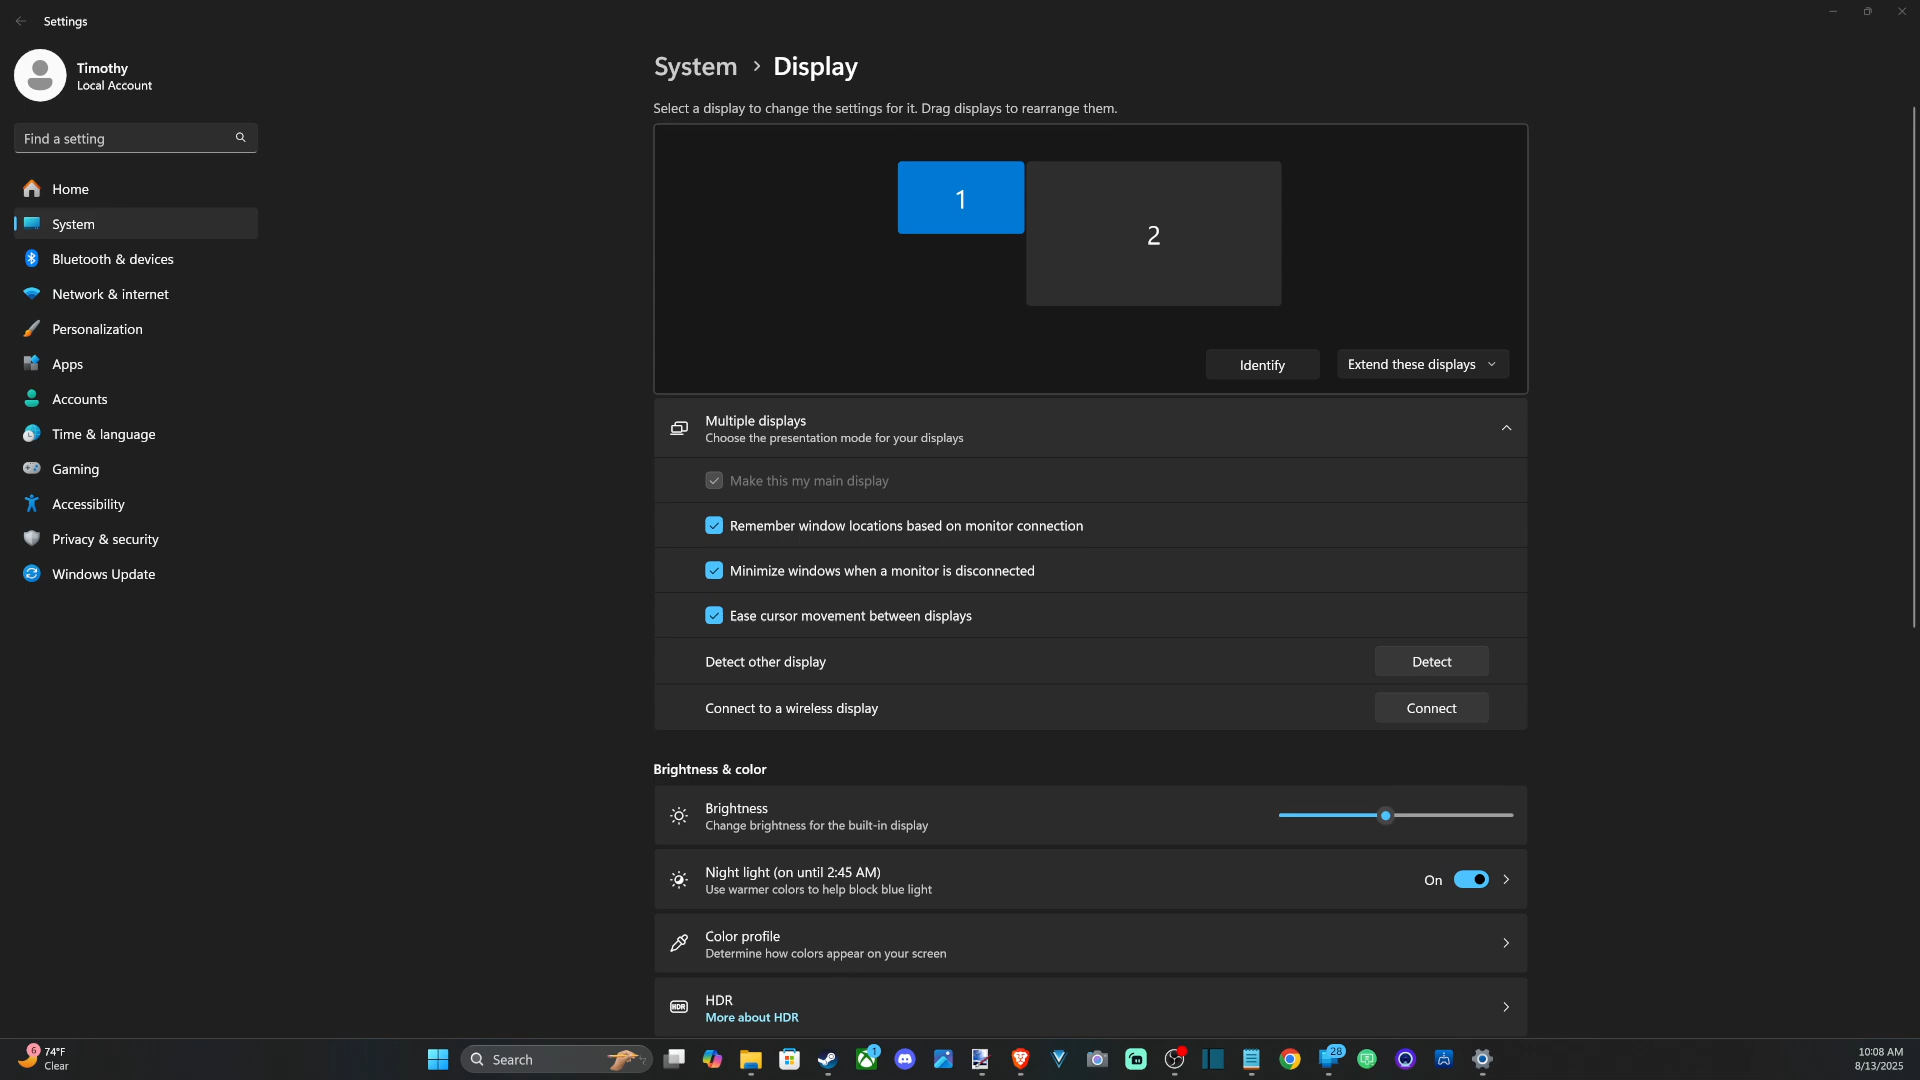 Settings
Timothy
Local Account
Find a setting
Home
System
Bluetooth & devices
Network & internet
Personalization
Apps
Accounts
Time & language
Gaming
Accessibility
Privacy & security
Windows Update
System > Display
Select a display to change the settings for it. Drag displays to rearrange them.
1
2
Identify
Extend these displays
Multiple displays
Choose the presentation mode for your displays
Make this my main display
Remember window locations based on monitor connection
Minimize windows when a monitor is disconnected
Ease cursor movement between displays
Detect other display
Detect
Connect to a wireless display
Connect
Brightness & color
Brightness
Change brightness for the built-in display
Night light (on until 2:45 AM)
Use warmer colors to help block blue light
On
Color profile
Determine how colors appear on your screen
HDR
HDR
More about HDR
6
74°F
Clear
Search
1
28
10:08 AM
8/13/2025